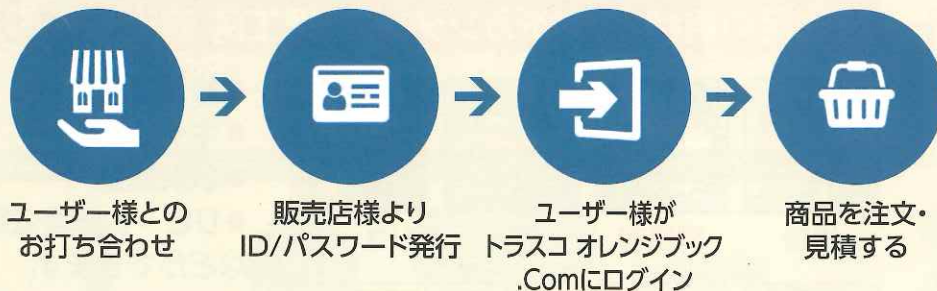 ユーザー様との
お打ち合わせ
販売店様より
ID/パスワード発行
ユーザー様が
トラスコ オレンジブック
.Comにログイン
商品を注文・
見積する